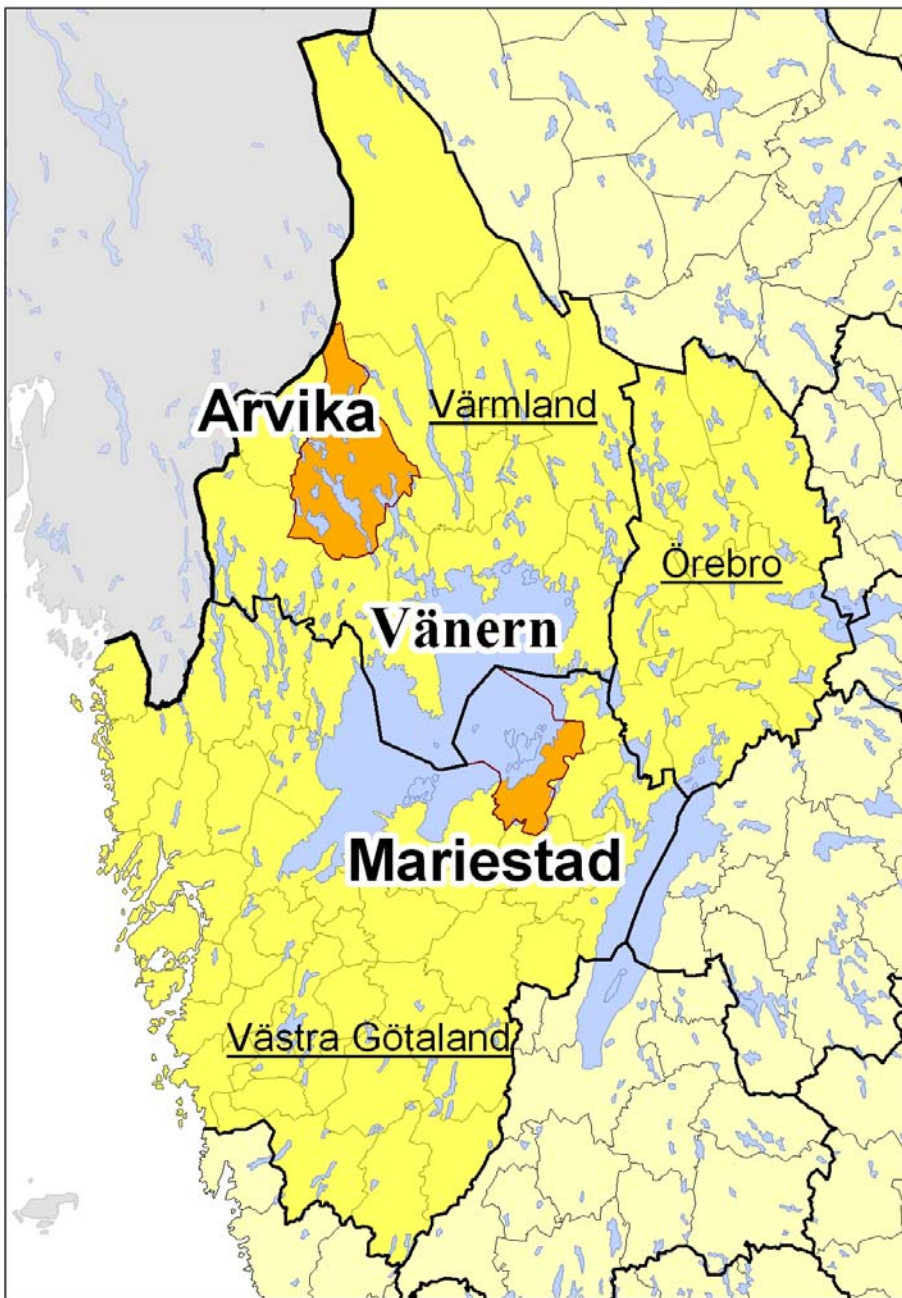 Arvika
Värmland
Örebro
Vänern
Mariestad
Västra Götaland